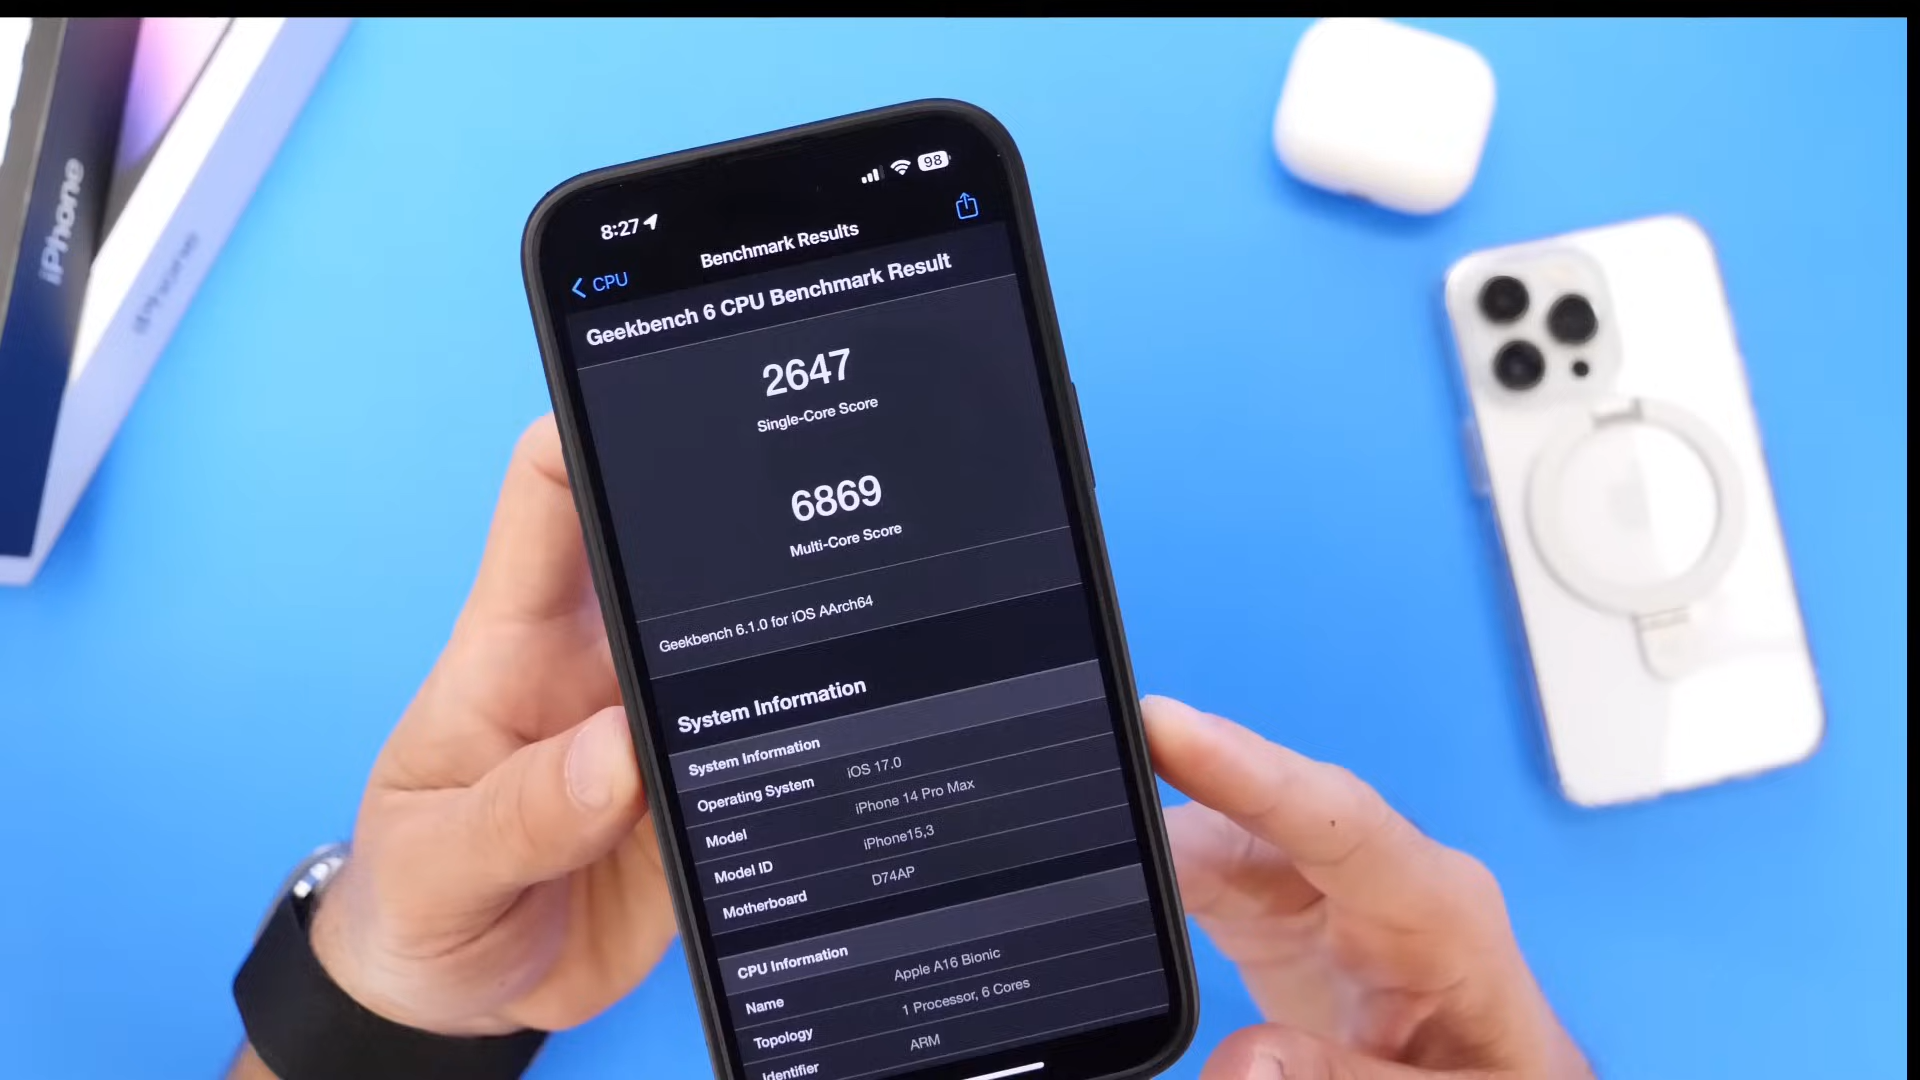 iPhone
iPhone
98
8:27
Benchmark Results
CPU
Geekbench 6 CPU Benchmark Result
2647
Single-Core Score
6869
Multi-Core Score
Geekbench 6.1.0 for iOS AArch64
System Information
System Information
Operating System iOS 17.0
Model iPhone 14 Pro Max
Model ID iPhone15,3
Motherboard D74AP
CPU Information
Name Apple A16 Bionic
Topology 1 Processor, 6 Cores
Identifier ARM